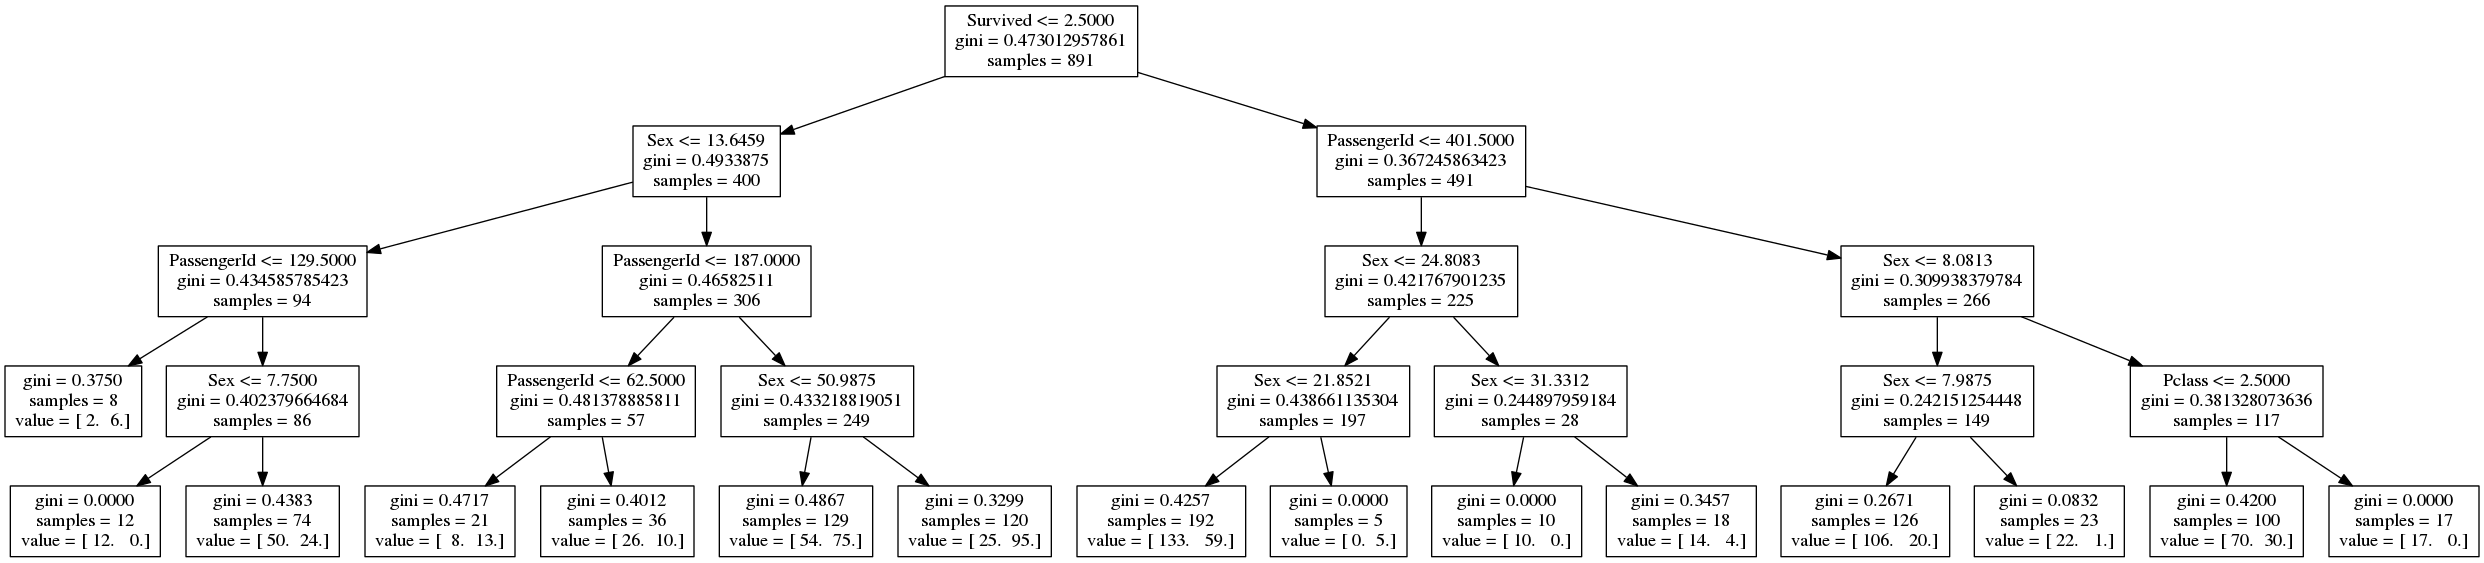 Survived <= 2.5000
gini = 0.473012957861
samples = 891
Sex <= 13.6459
gini = 0.4933875
samples = 400
PassengerId <= 401.5000
gini = 0.367245863423
samples = 491
PassengerId <= 129.5000
gini = 0.434585785423
samples = 94
PassengerId <= 187.0000
gini = 0.46582511
samples = 306
Sex <= 24.8083
gini = 0.421767901235
samples = 225
Sex <= 8.0813
gini = 0.309938379784
samples = 266
gini = 0.3750
samples = 8
value = [ 2.  6.]
Sex <= 7.7500
gini = 0.402379664684
samples = 86
PassengerId <= 62.5000
gini = 0.481378885811
samples = 57
Sex <= 50.9875
gini = 0.433218819051
samples = 249
Sex <= 21.8521
gini = 0.438661135304
samples = 197
Sex <= 31.3312
gini = 0.244897959184
samples = 28
Sex <= 7.9875
gini = 0.242151254448
samples = 149
Pclass <= 2.5000
gini = 0.381328073636
samples = 117
gini = 0.0000
samples = 12
value = [ 12.   0.]
gini = 0.4383
samples = 74
value = [ 50.  24.]
gini = 0.4717
samples = 21
value = [  8.  13.]
gini = 0.4012
samples = 36
value = [ 26.  10.]
gini = 0.4867
samples = 129
value = [ 54.  75.]
gini = 0.3299
samples = 120
value = [ 25.  95.]
gini = 0.4257
samples = 192
value = [ 133.   59.]
gini = 0.0000
samples = 5
value = [ 0.  5.]
gini = 0.0000
samples = 10
value = [ 10.   0.]
gini = 0.3457
samples = 18
value = [ 14.   4.]
gini = 0.2671
samples = 126
value = [ 106.   20.]
gini = 0.0832
samples = 23
value = [ 22.   1.]
gini = 0.4200
samples = 100
value = [ 70.  30.]
gini = 0.0000
samples = 17
value = [ 17.   0.]